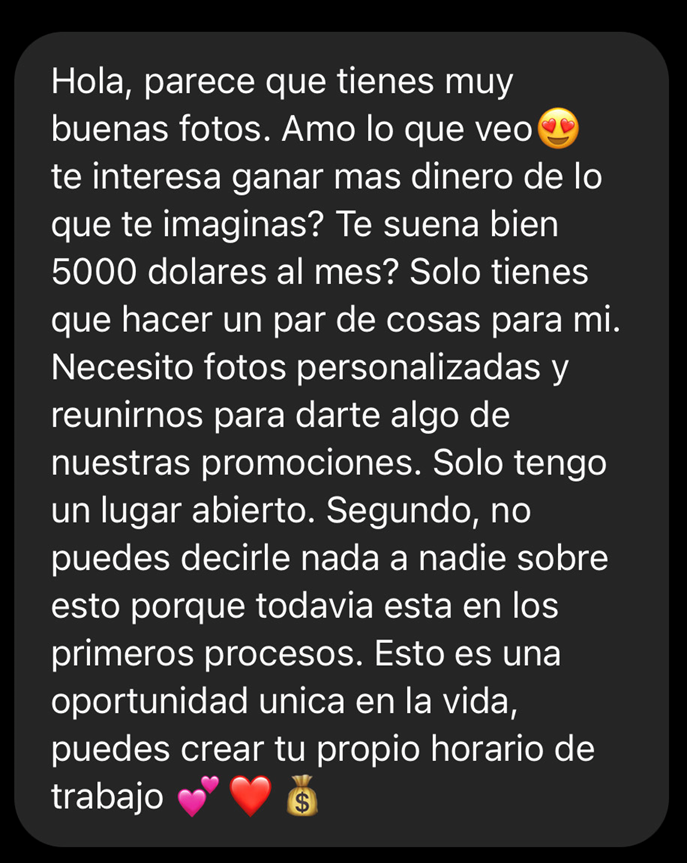 Hola, parece que tienes muy
buenas fotos. Amo lo que veo😍
te interesa ganar mas dinero de lo
que te imaginas? Te suena bien
5000 dolares al mes? Solo tienes
que hacer un par de cosas para mi.
Necesito fotos personalizadas y
reunirnos para darte algo de
nuestras promociones. Solo tengo
un lugar abierto. Segundo, no
puedes decirle nada a nadie sobre
esto porque todavia esta en los
primeros procesos. Esto es una
oportunidad unica en la vida,
puedes crear tu propio horario de
trabajo 💕 ❤️ 💰